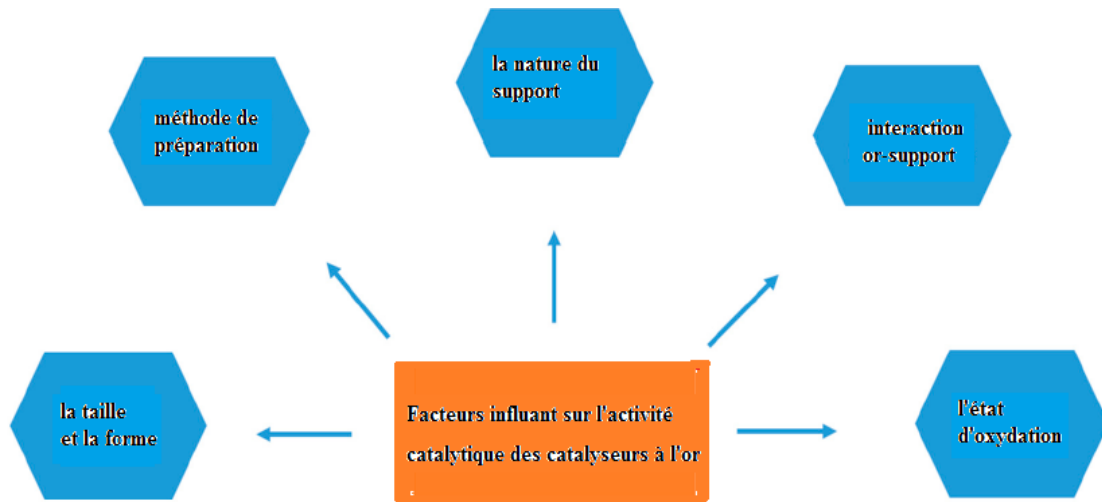 la nature du
support
méthode de
préparation
interaction
or-support
la taille
et la forme
Facteurs influant sur l'activité
catalytique des catalyseurs à l'or
l'état
d'oxydation